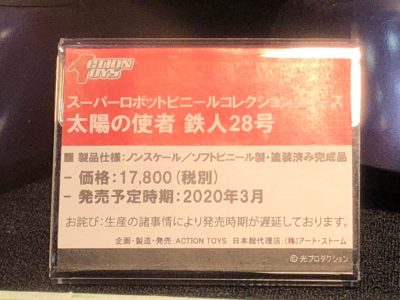 ACTION
TOYS
スーパーロボットビニールコレクションシリーズ
太陽の使者 鉄人28号
■ 製品仕様:ノンスケール/ソフトビニール製・塗装済み完成品
- 価格:17,800(税別)
- 発売予定時期:2020年3月
お詫び:生産の諸事情により発売時期が遅延しております。
企画・製造・発売:ACTION TOYS 日本総代理店:(株)アート・ストーム
©光プロダクション